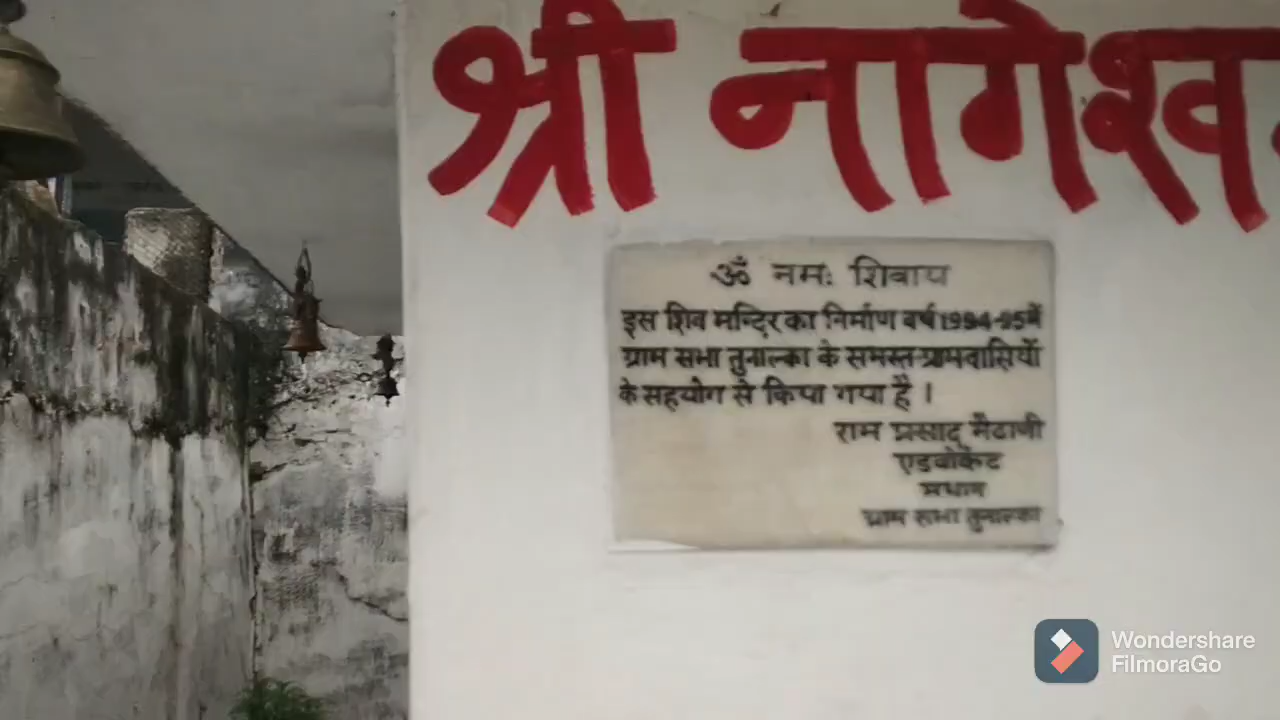 श्री नागेश्व
ॐ नमः शिवाय
इस शिव मन्दिर का निर्माण वर्ष 1994-95 में
ग्राम सभा तुनाल्का के समस्त ग्रामवासियों
के सहयोग से किया गया है ।
राम प्रसाद मैठाणी
एडवोकेट
प्रधान
ग्राम सभा तुनाल्का
Wondershare
FilmoraGo